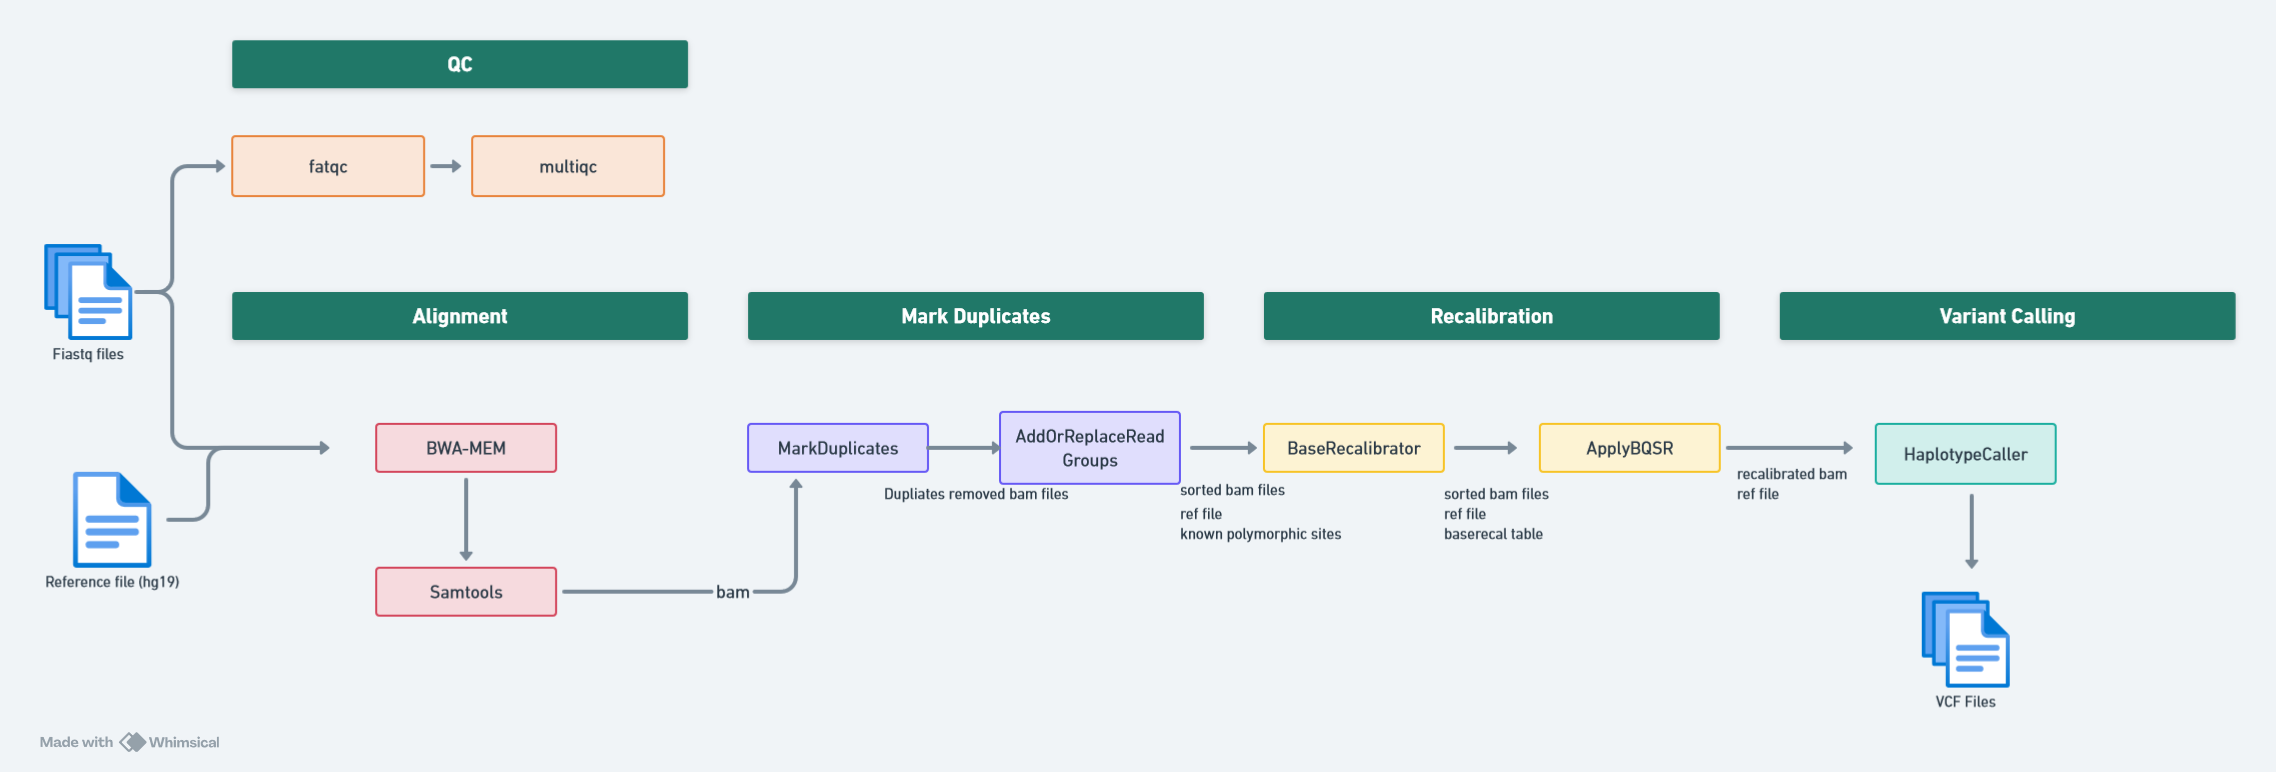 QC
fatqc
multiqc
Fiastq files
Alignment
Mark Duplicates
Recalibration
Variant Calling
BWA-MEM
MarkDuplicates
AddOrReplaceRead
Groups
BaseRecalibrator
ApplyBQSR
HaplotypeCaller
Dupliates removed bam files
sorted bam files
ref file
known polymorphic sites
sorted bam files
ref file
baserecal table
recalibrated bam
ref file
Reference file (hg19)
Samtools
bam
VCF Files
Made with Whimsical